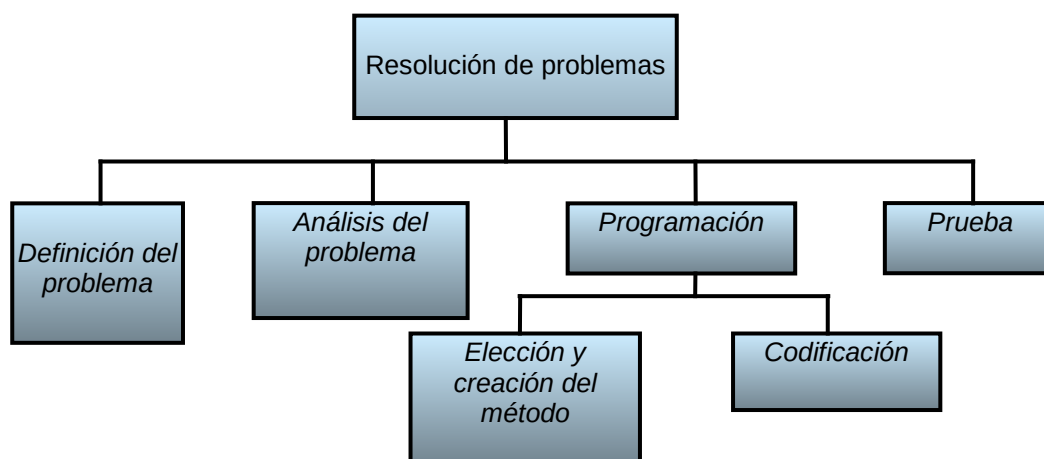 Resolución de problemas
Definición del
problema
Análisis del
problema
Programación
Prueba
Elección y
creación del
método
Codificación